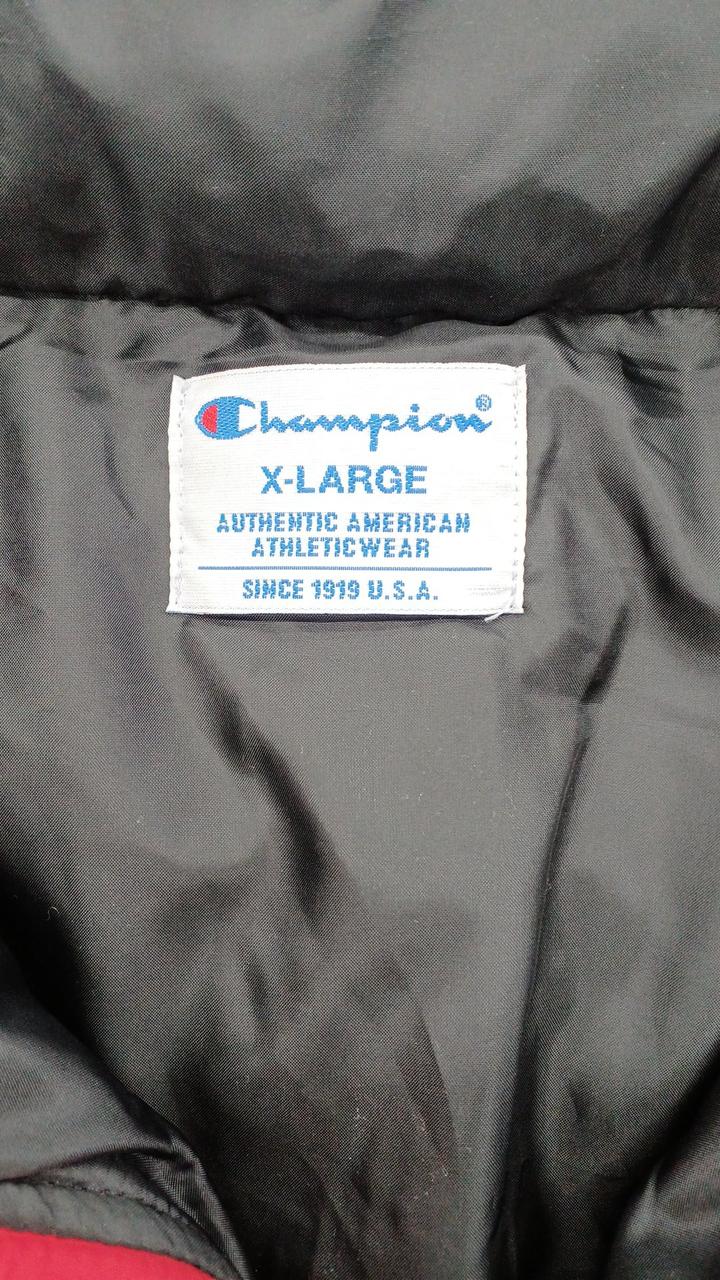 Champion®
X-LARGE
AUTHENTIC AMERICAN
ATHLETICWEAR
SINCE 1919 U.S.A.